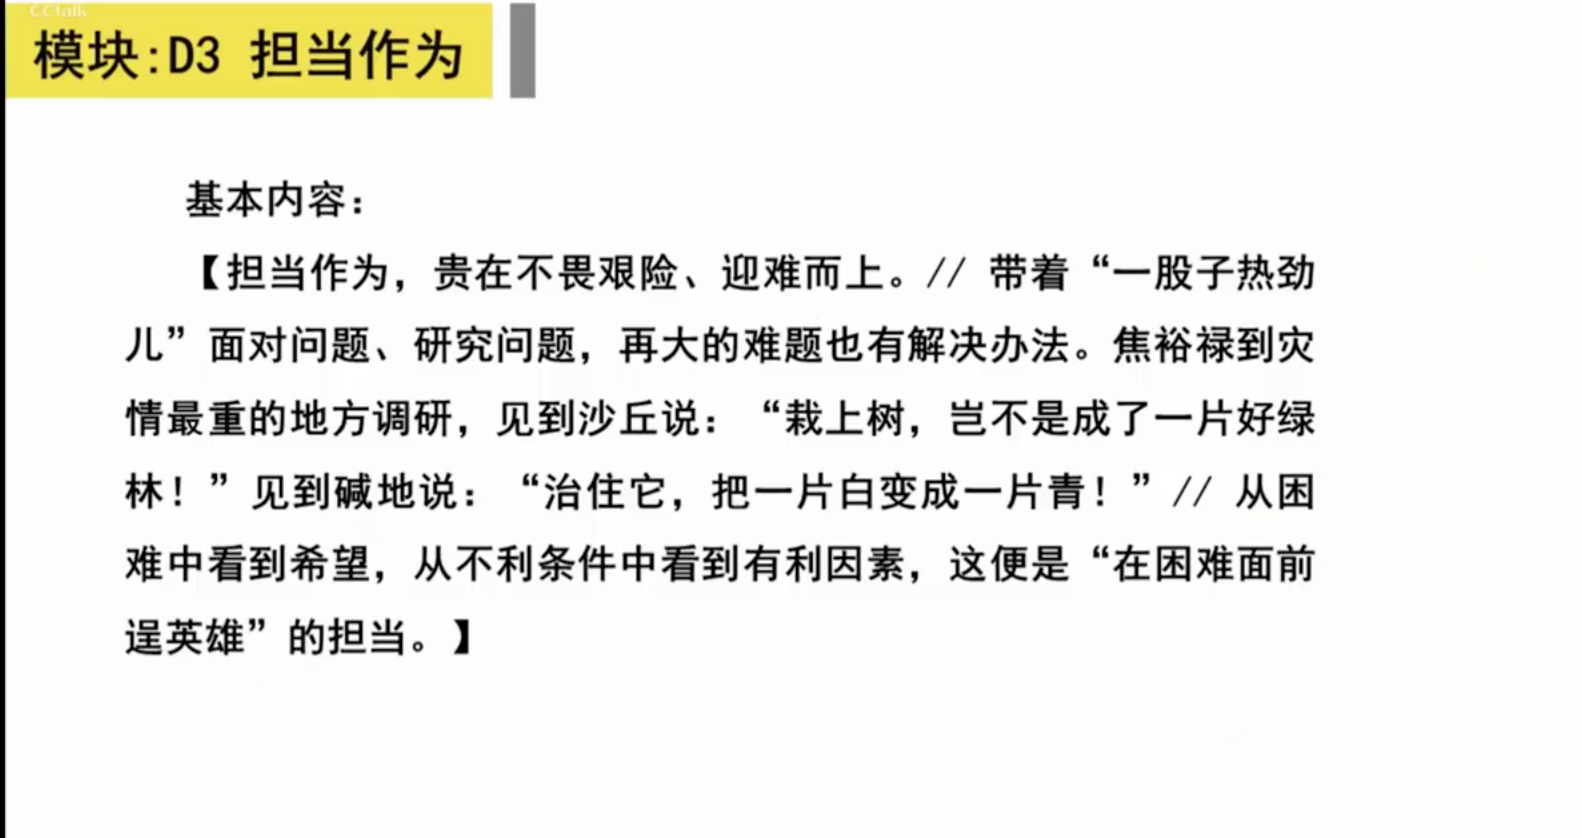 CCtalk
模块:D3 担当作为
基本内容：
【担当作为，贵在不畏艰险、迎难而上。// 带着“一股子热劲
儿”面对问题、研究问题，再大的难题也有解决办法。焦裕禄到灾
情最重的地方调研，见到沙丘说：“栽上树，岂不是成了一片好绿
林！”见到碱地说：“治住它，把一片白变成一片青！”// 从困
难中看到希望，从不利条件中看到有利因素，这便是“在困难面前
逞英雄”的担当。】